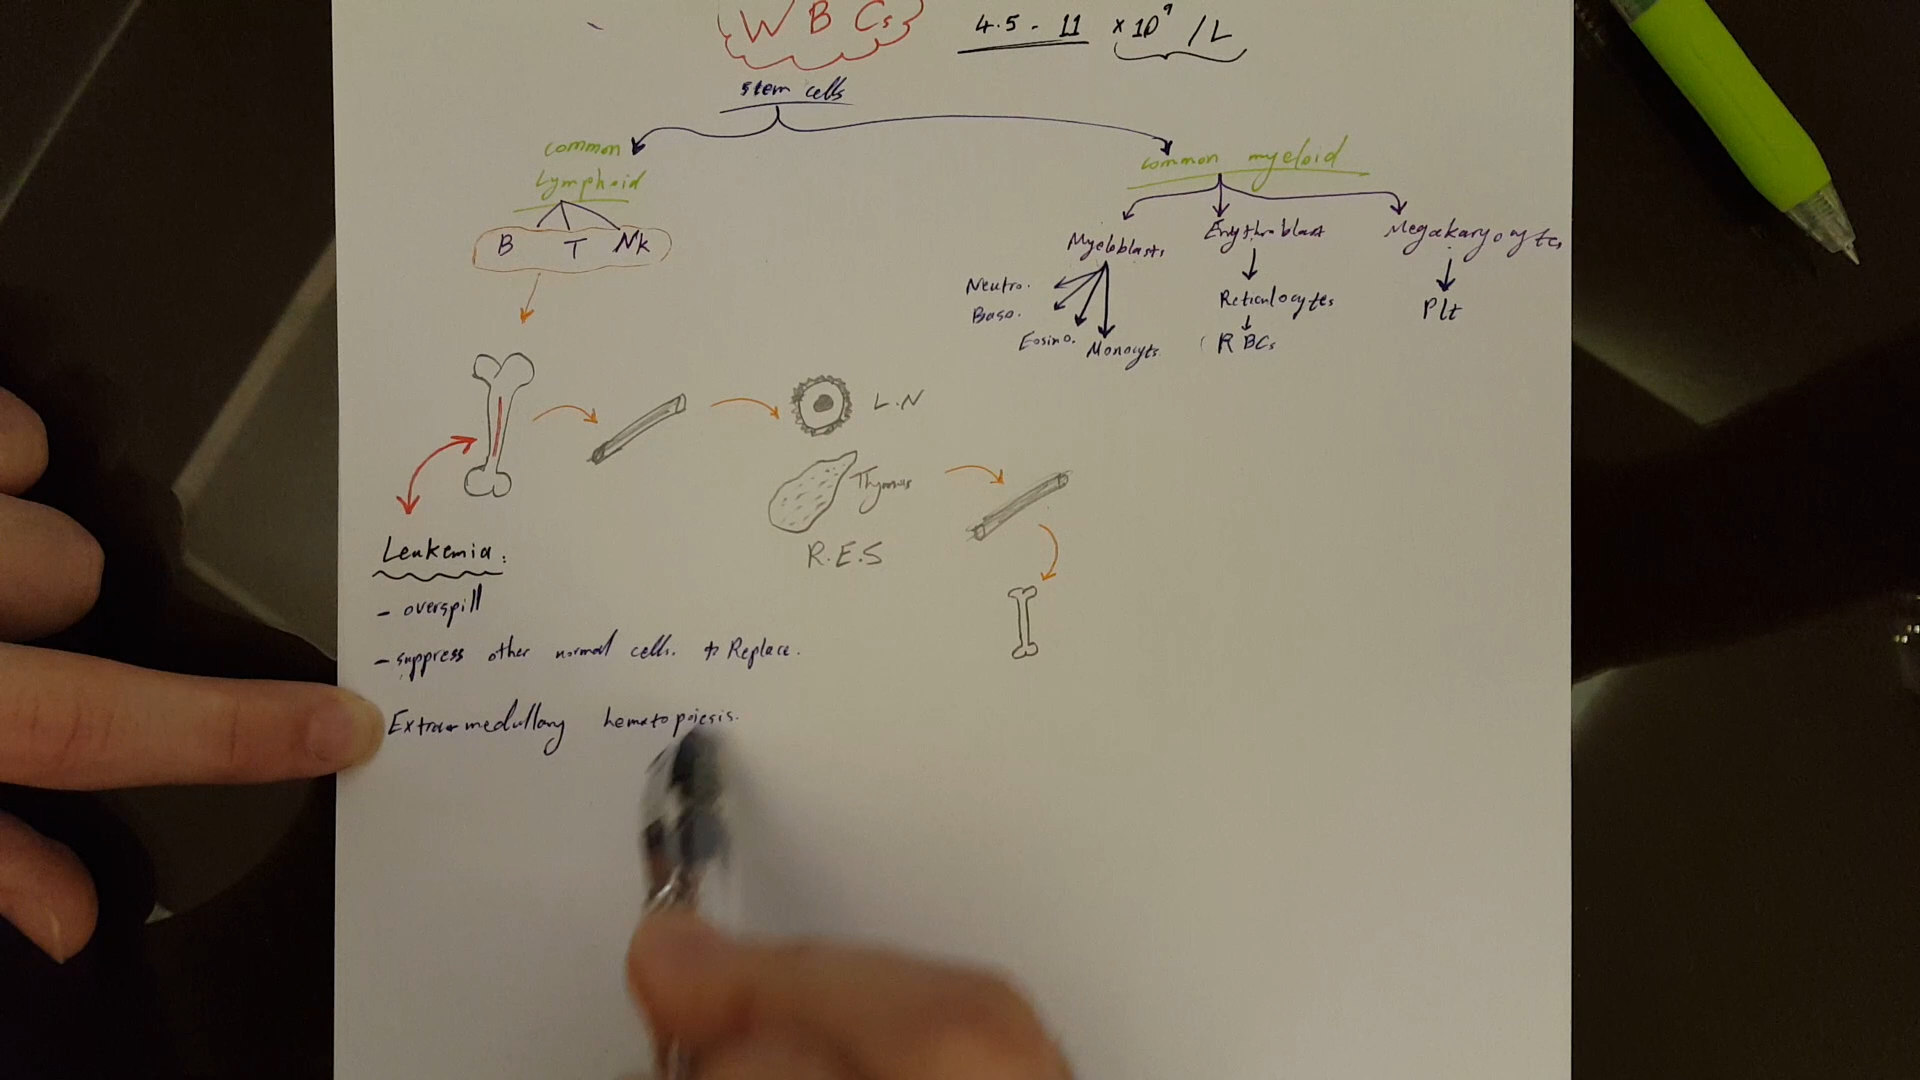 WBCs 4.5 - 11 x10⁹ /L
stem cells
common
Lymphoid
B T Nk
common myeloid
Myeloblasts
Neutro.
Baso.
Eosino.
Monocyts.
Erythroblast
Reticulocytes
RBCs
Megakaryocytes
Plt
L.N
Thymus
R.E.S
Leukemia:
- overspill
- suppress other normal cells. & Replace.
Extramedullary hematopoiesis.